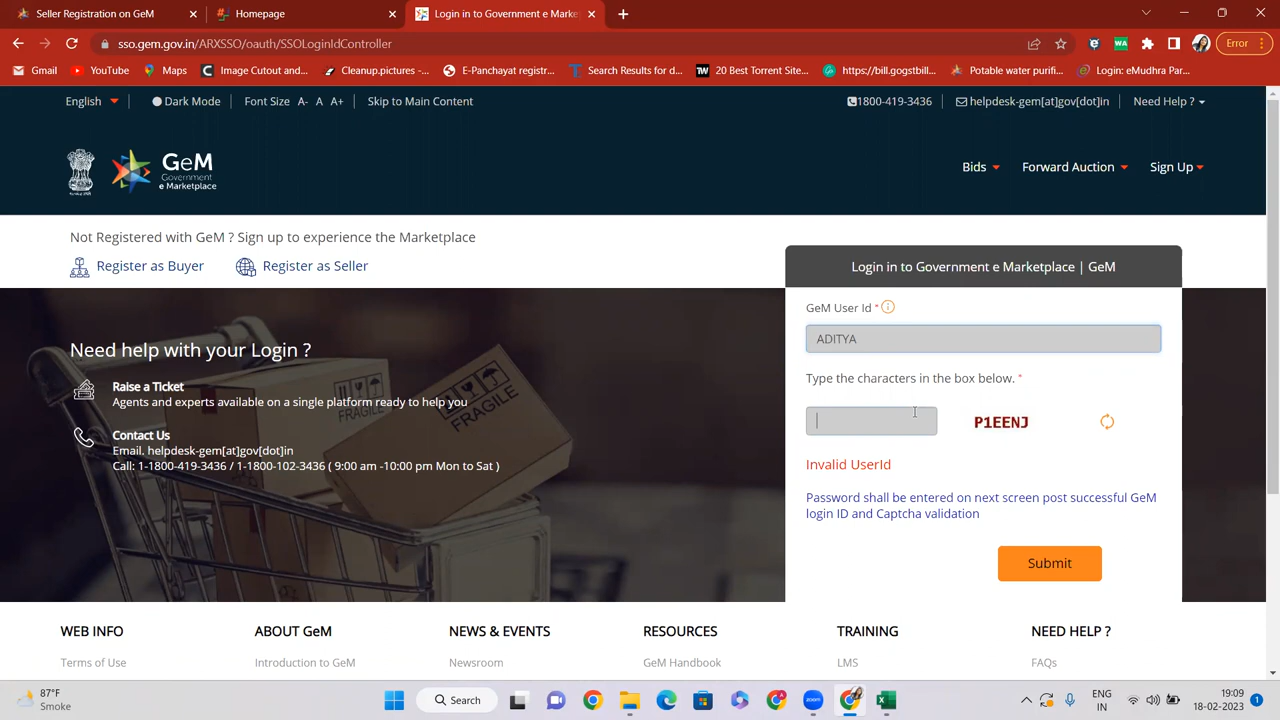 Seller Registration on GeM
Homepage
Login in to Government e Marke
sso.gem.gov.in/ARXSSO/oauth/SSOLoginIdController
Error
Gmail
YouTube
Maps
Image Cutout and...
Cleanup.pictures -...
E-Panchayat registr...
Search Results for d...
20 Best Torrent Site...
https://bill.gogstbill...
Potable water purifi...
Login: eMudhra Par...
English
Dark Mode
Font Size A- A A+
Skip to Main Content
1800-419-3436
helpdesk-gem[at]gov[dot]in
Need Help ?
GeM
Government
e Marketplace
Bids
Forward Auction
Sign Up
Not Registered with GeM ? Sign up to experience the Marketplace
Register as Buyer
Register as Seller
Login in to Government e Marketplace | GeM
GeM User Id *
ADITYA
Type the characters in the box below. *
P1EENJ
Invalid UserId
Password shall be entered on next screen post successful GeM
login ID and Captcha validation
Submit
Need help with your Login ?
Raise a Ticket
Agents and experts available on a single platform ready to help you
Contact Us
Email. helpdesk-gem[at]gov[dot]in
Call: 1-1800-419-3436 / 1-1800-102-3436 ( 9:00 am -10:00 pm Mon to Sat )
FRAGILE
FRAGILE
WEB INFO
ABOUT GeM
NEWS & EVENTS
RESOURCES
TRAINING
NEED HELP ?
Terms of Use
Introduction to GeM
Newsroom
GeM Handbook
LMS
FAQs
87°F
Smoke
Search
ENG
IN
19:09
18-02-2023
1